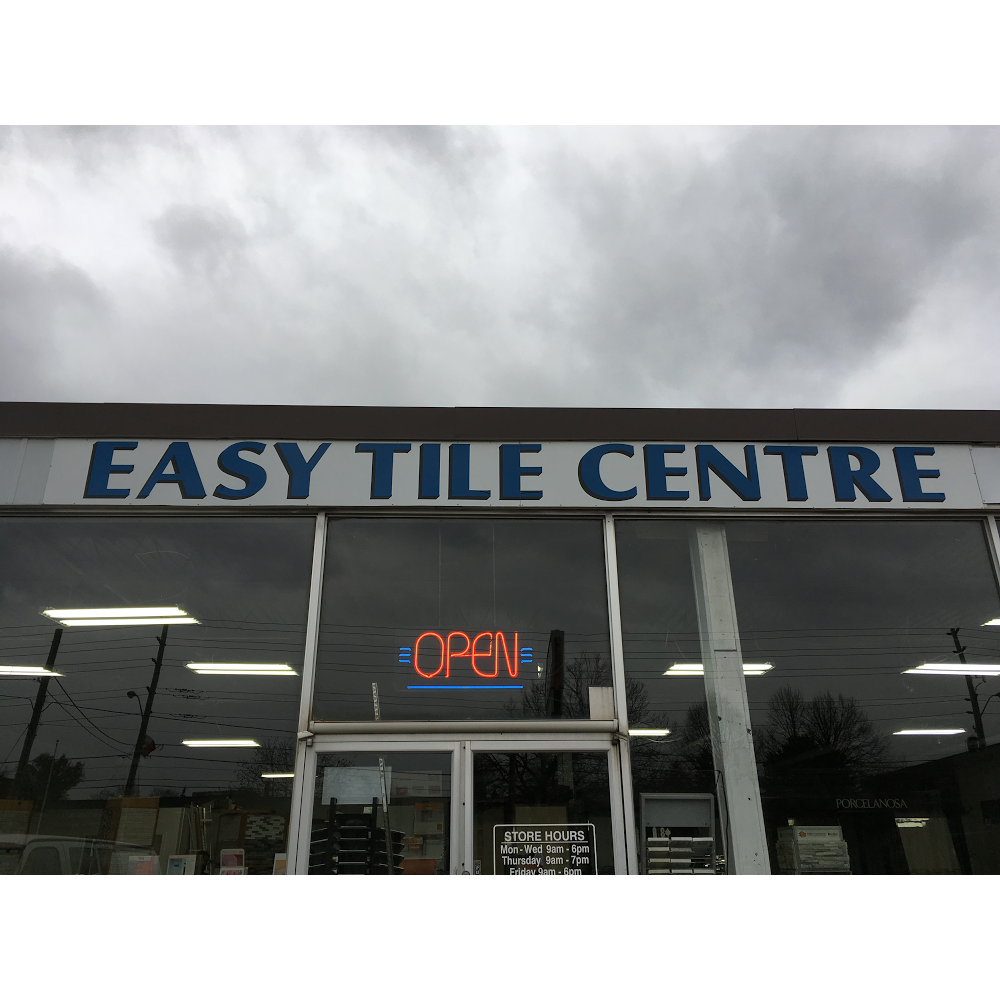 EASY TILE CENTRE
OPEN
PORCELANOSA
STORE HOURS
Mon - Wed 9am - 6pm
Thursday 9am - 7pm
Friday 9am - 6pm